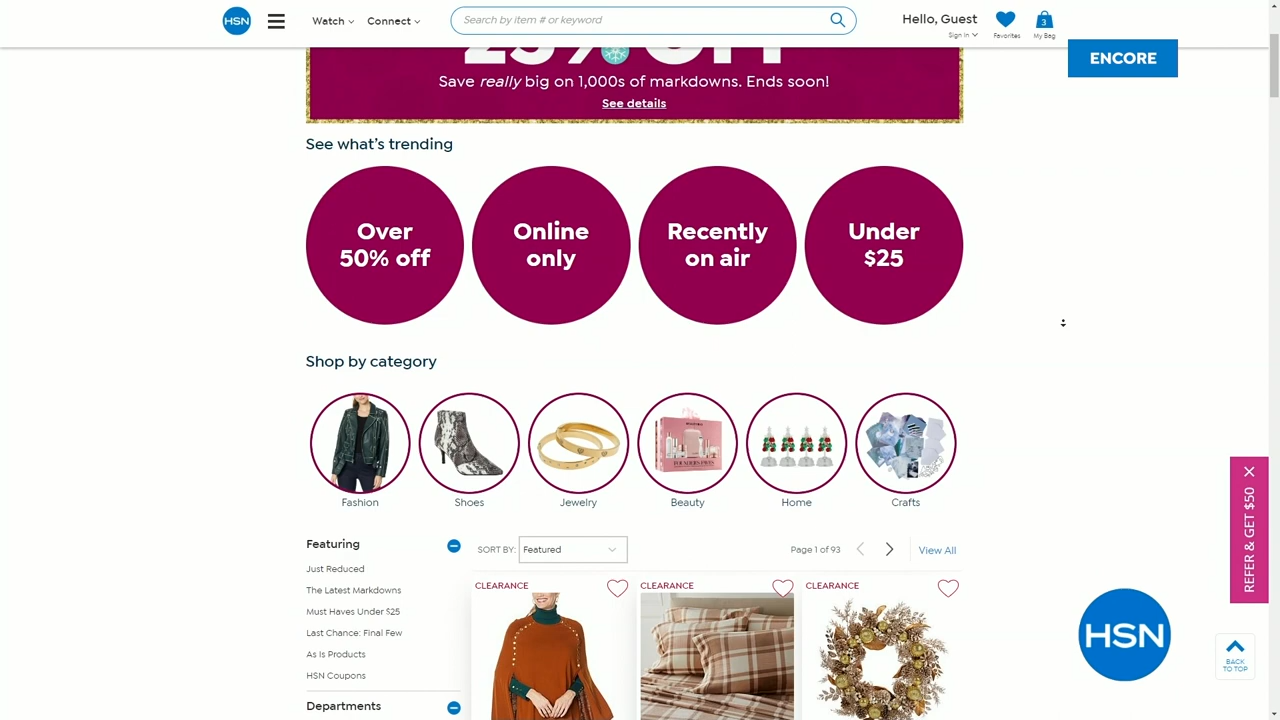 HSN
Watch
Connect
Search by item # or keyword
Hello, Guest
Sign In
Favorites
3
My Bag
ENCORE
Save really big on 1,000s of markdowns. Ends soon!
See details
See what's trending
Over
50% off
Online
only
Recently
on air
Under
$25
Shop by category
Fashion
Shoes
Jewelry
Beauty
Home
Crafts
Featuring
Just Reduced
The Latest Markdowns
Must Haves Under $25
Last Chance: Final Few
As Is Products
HSN Coupons
Departments
SORT BY:
Featured
Page 1 of 93
View All
CLEARANCE
CLEARANCE
CLEARANCE
REFER & GET $50
HSN
BACK
TO TOP